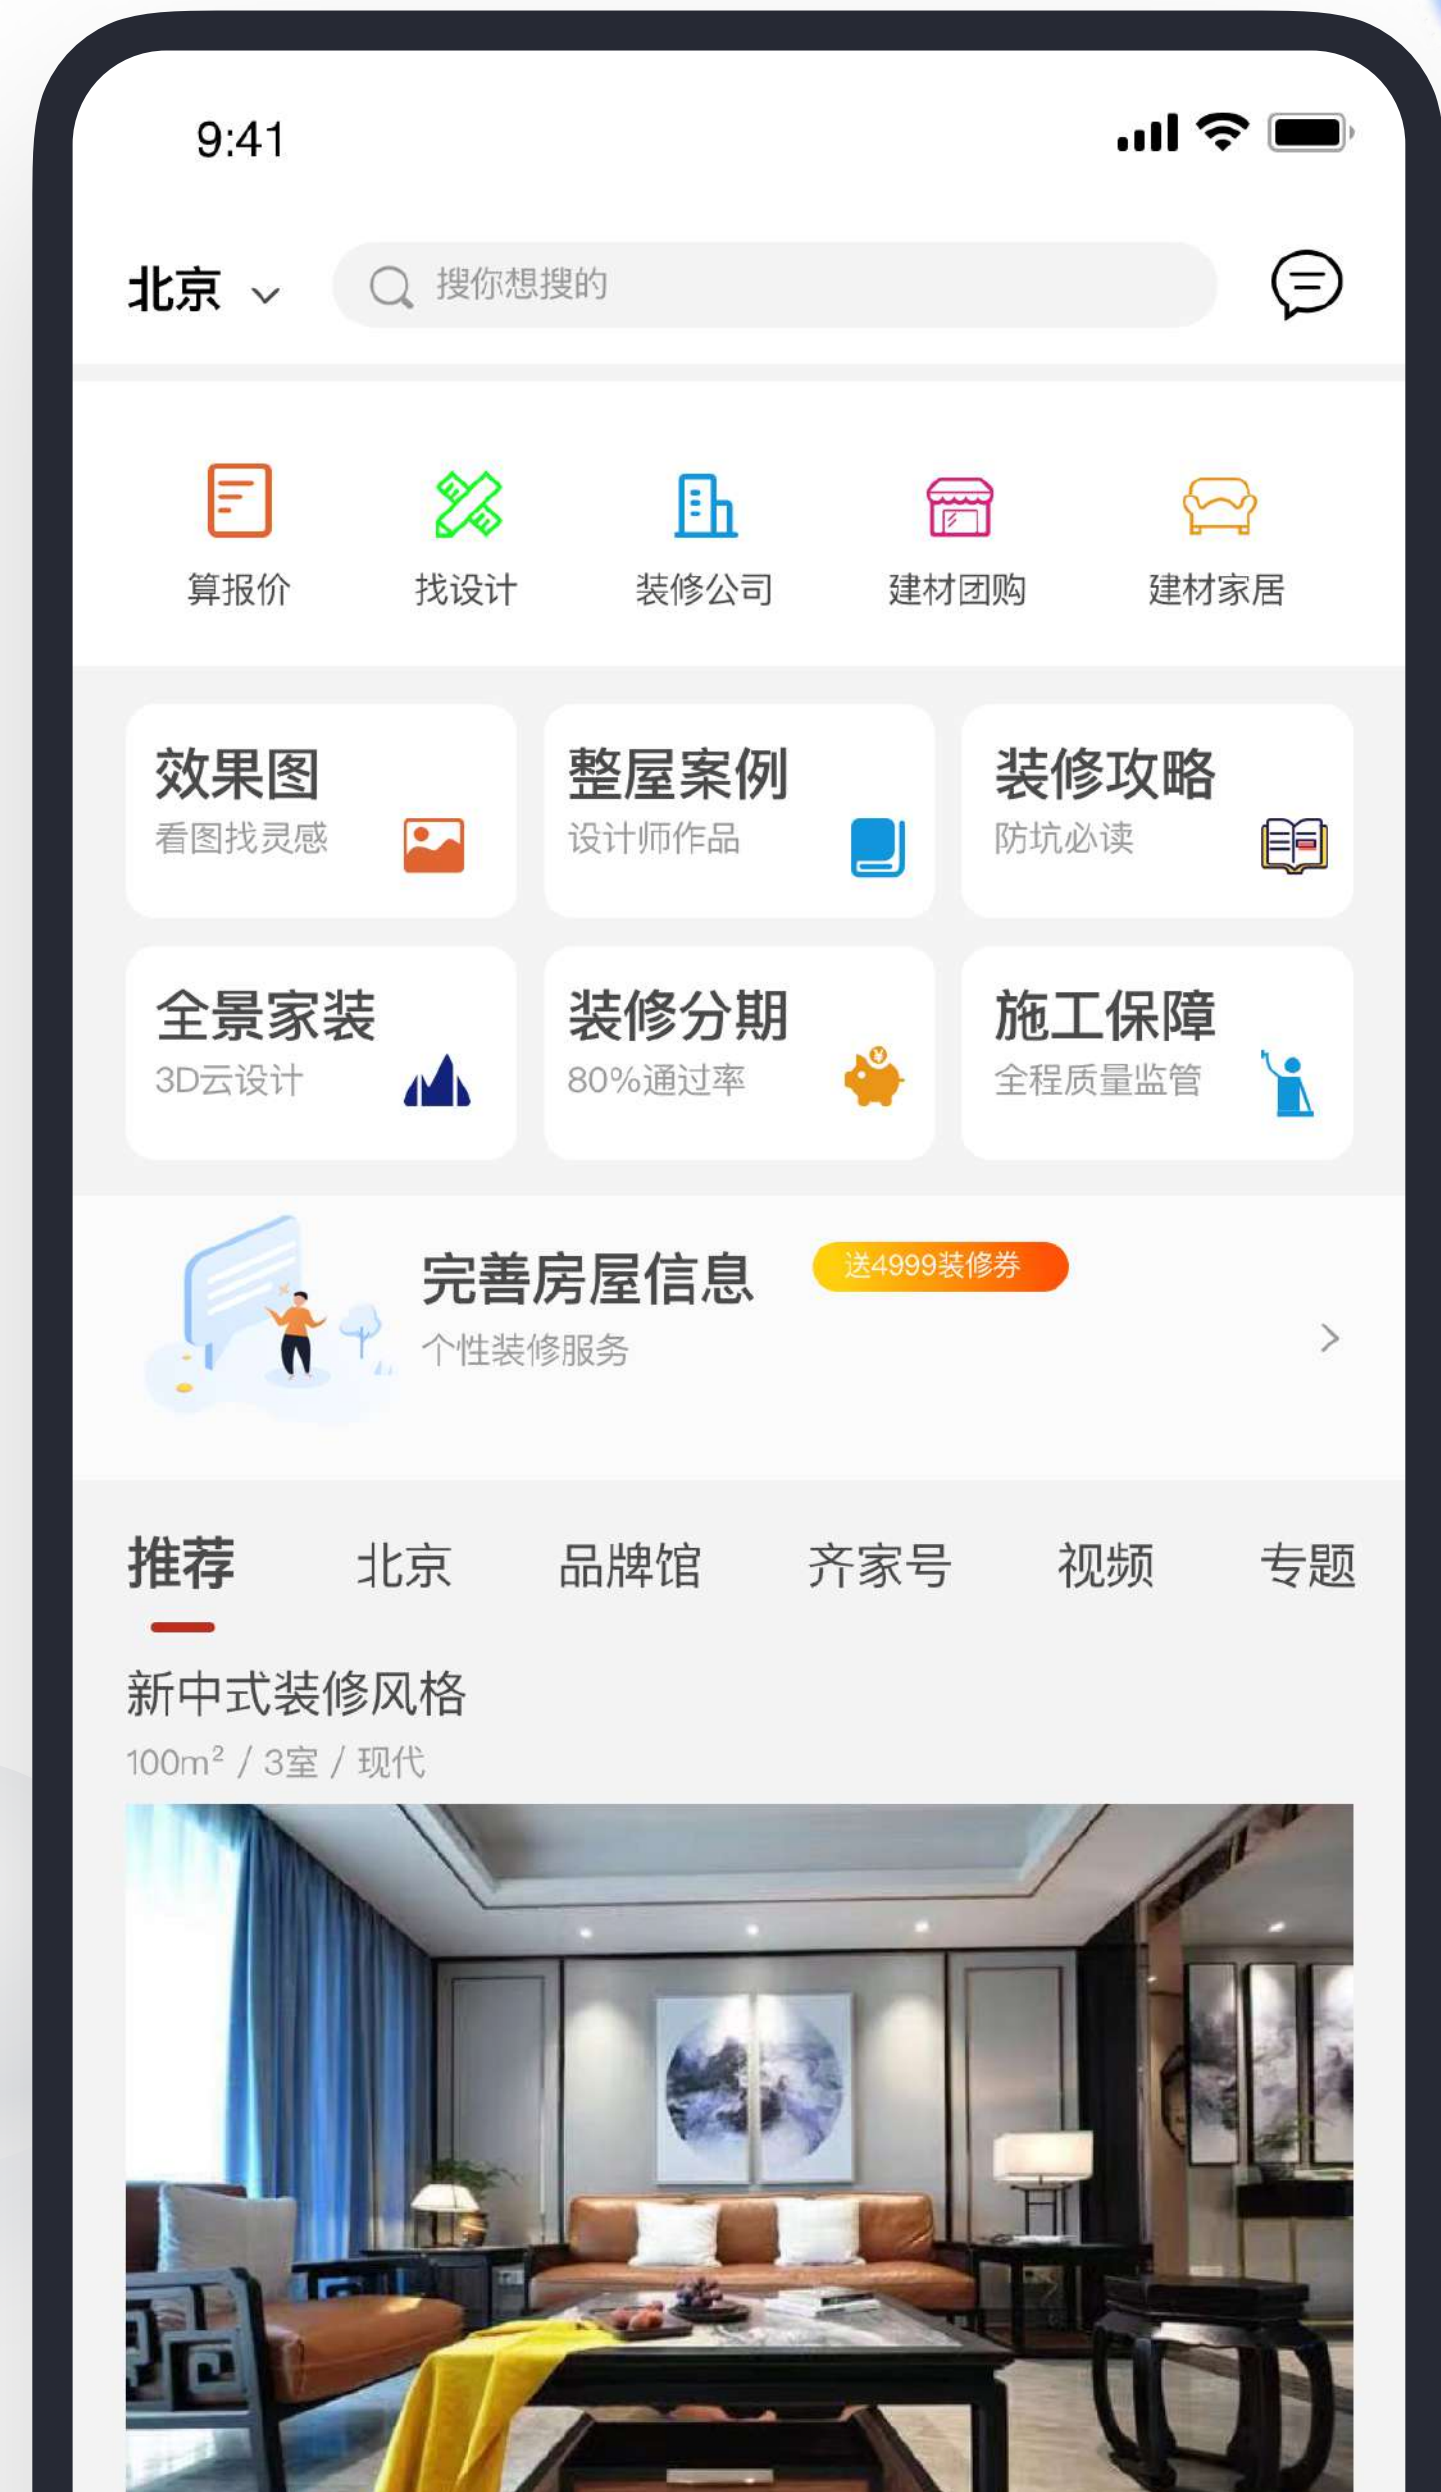 9:41
北京 搜你想搜的
算报价 找设计 装修公司 建材团购 建材家居
效果图 整屋案例 装修攻略
看图找灵感 设计师作品 防坑必读
全景家装 装修分期 施工保障
3D云设计 80%通过率 全程质量监管
完善房屋信息 送4999装修券
个性装修服务
推荐 北京 品牌馆 齐家号 视频 专题
新中式装修风格
100m² / 3室 / 现代